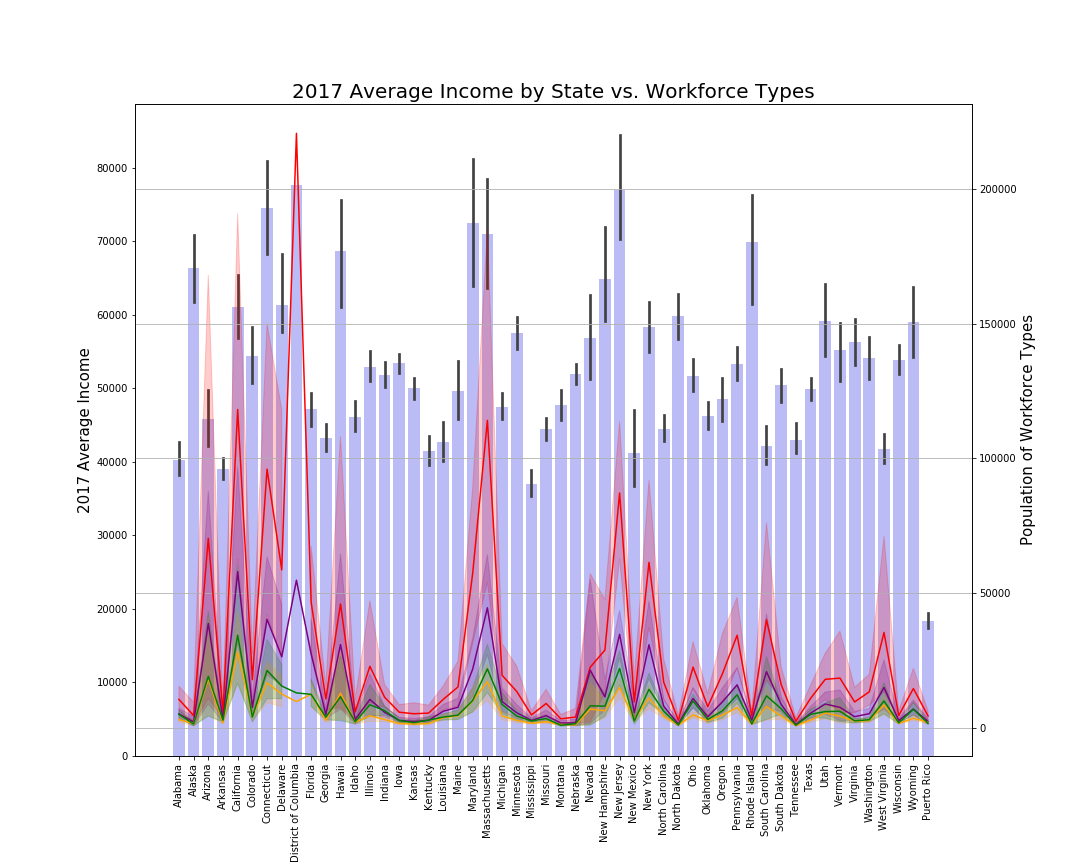 2017 Average Income by State vs. Workforce Types
80000
70000
60000
50000
40000
30000
20000
10000
0
2017 Average Income
200000
150000
100000
50000
0
Population of Workforce Types
Alabama
Alaska
Arizona
Arkansas
California
Colorado
Connecticut
Delaware
District of Columbia
Florida
Georgia
Hawaii
Idaho
Illinois
Indiana
Iowa
Kansas
Kentucky
Louisiana
Maine
Maryland
Massachusetts
Michigan
Minnesota
Mississippi
Missouri
Montana
Nebraska
Nevada
New Hampshire
New Jersey
New Mexico
New York
North Carolina
North Dakota
Ohio
Oklahoma
Oregon
Pennsylvania
Rhode Island
South Carolina
South Dakota
Tennessee
Texas
Utah
Vermont
Virginia
Washington
West Virginia
Wisconsin
Wyoming
Puerto Rico